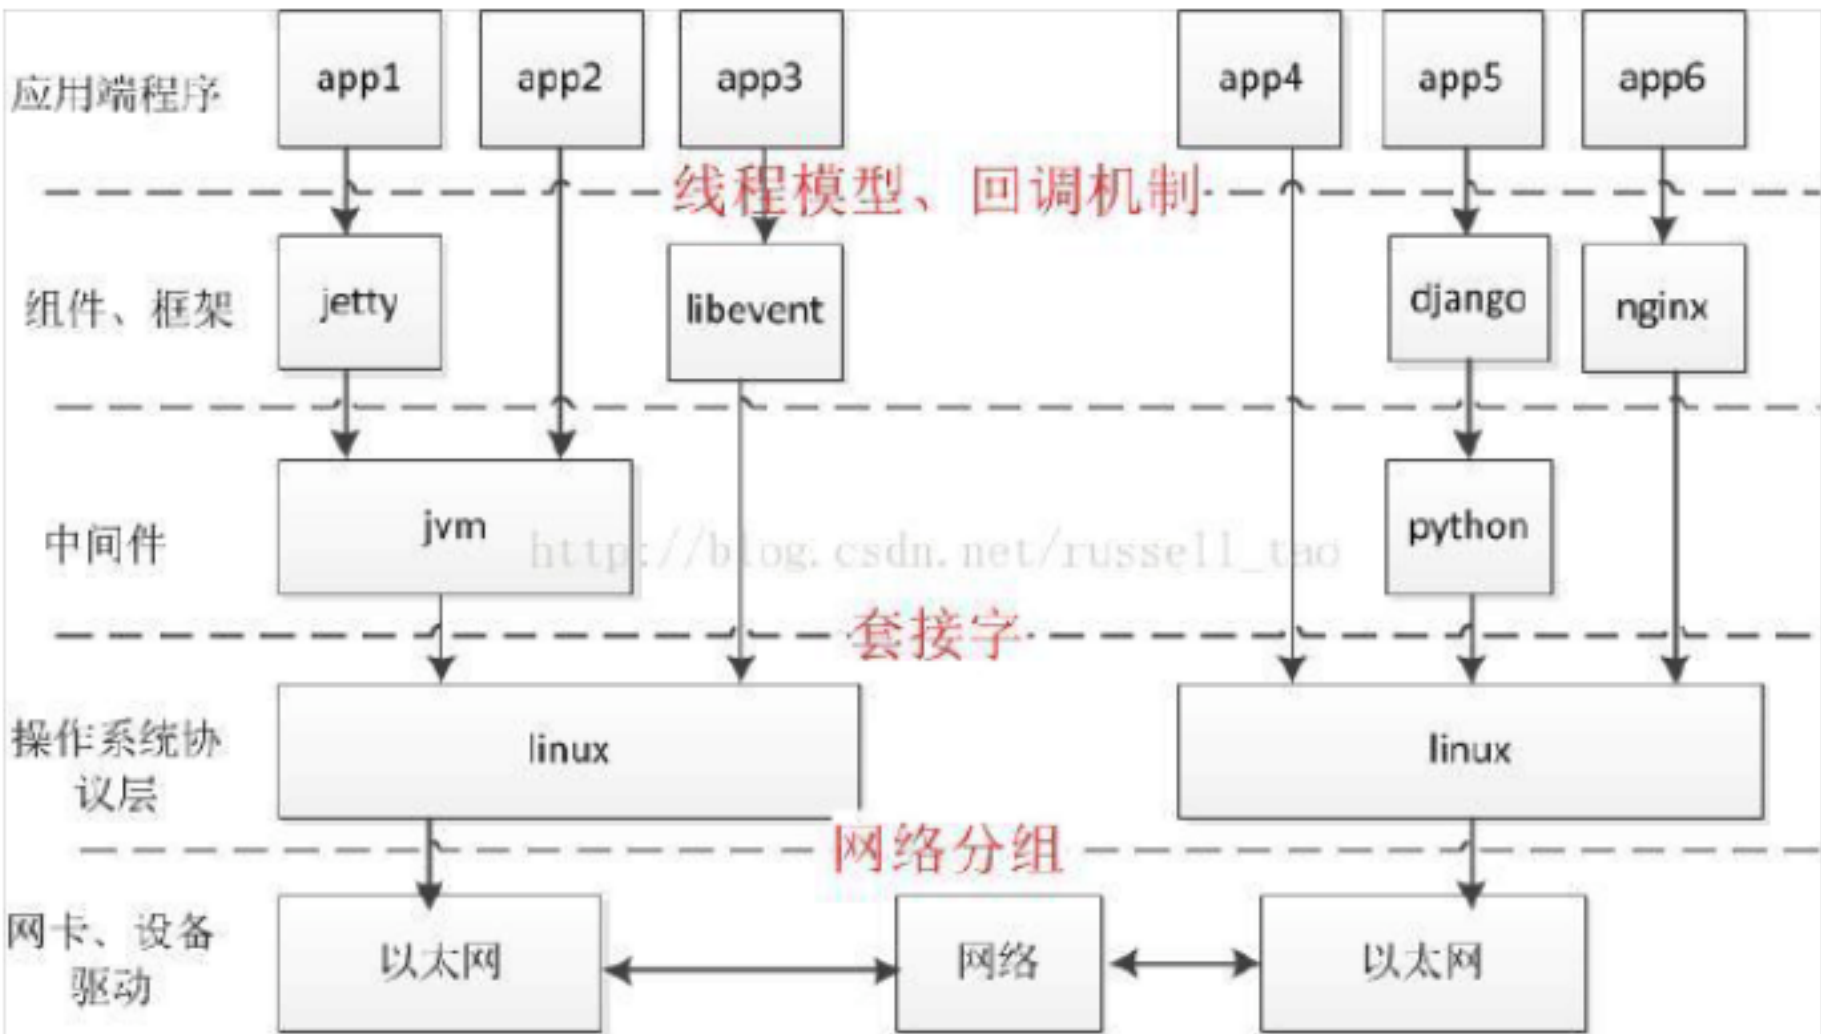 应用端程序
app1
app2
app3
app4
app5
app6
线程模型、回调机制
组件、框架
jetty
libevent
django
nginx
中间件
jvm
python
http://blog.csdn.net/russell_tao
套接字
操作系统协
议层
linux
linux
网络分组
网卡、设备
驱动
以太网
网络
以太网